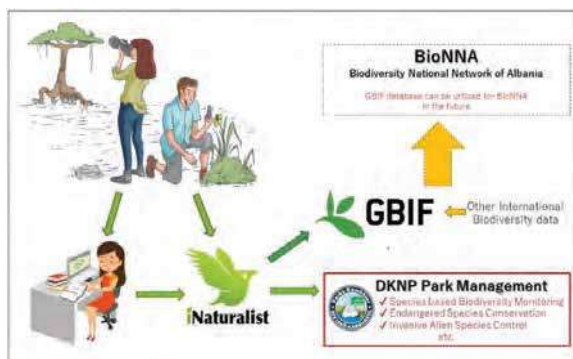 BioNNA
Biodiversity National Network of Albania
GBIF database can be utilized for BioNNA
in the future.
GBIF
Other International
Biodiversity data
iNaturalist
DKNP Park Management
✓ Species based Biodiversity Monitoring
✓ Endangered Species Conservation
✓ Invasive Alien Species Control
etc.